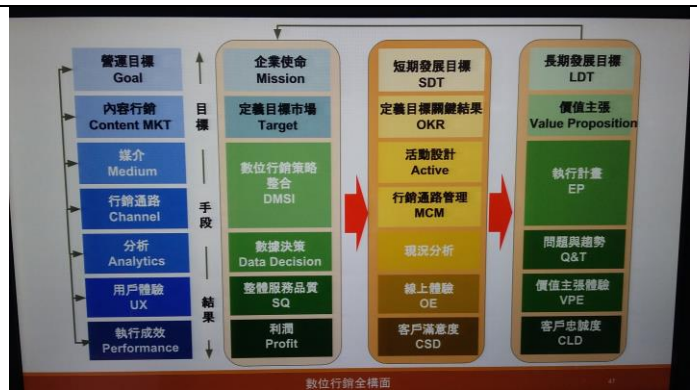 營運目標
Goal
內容行銷
Content MKT
媒介
Medium
行銷通路
Channel
分析
Analytics
用戶體驗
UX
執行成效
Performance
目標
手段
結果
企業使命
Mission
定義目標市場
Target
數位行銷策略
整合
DMSI
數據決策
Data Decision
整體服務品質
SQ
利潤
Profit
短期發展目標
SDT
定義目標關鍵結果
OKR
活動設計
Active
行銷通路管理
MCM
現況分析
線上體驗
OE
客戶滿意度
CSD
長期發展目標
LDT
價值主張
Value Proposition
執行計畫
EP
問題與趨勢
Q&T
價值主張體驗
VPE
客戶忠誠度
CLD
數位行銷全構面